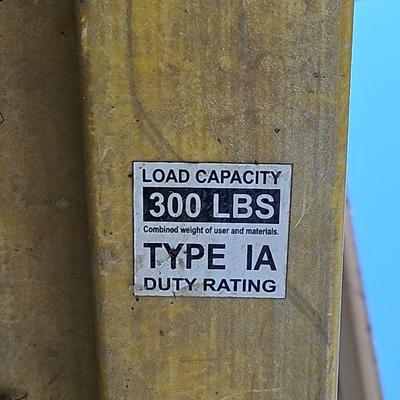 LOAD CAPACITY
300 LBS
Combined weight of user and materials.
TYPE IA
DUTY RATING